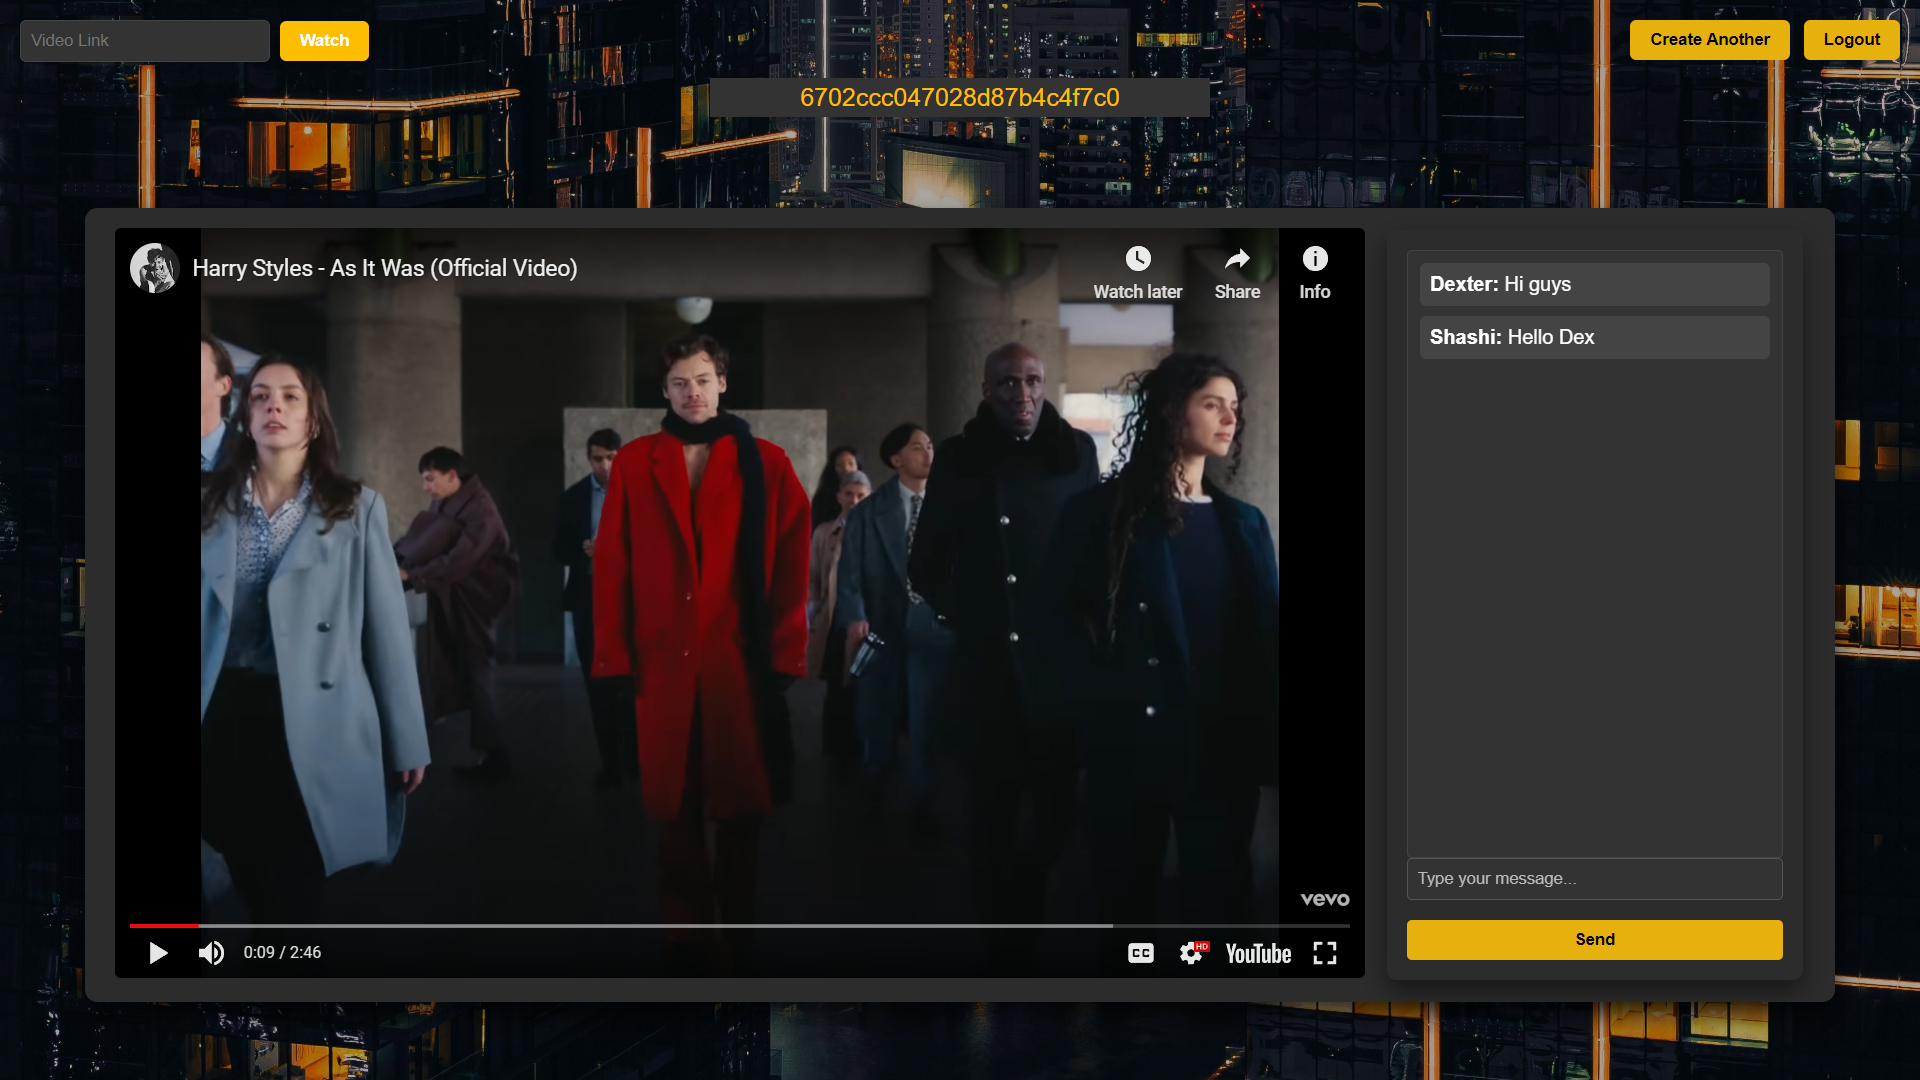 Video Link
Watch
Create Another
Logout
6702ccc047028d87b4c4f7c0
Harry Styles - As It Was (Official Video)
Watch later
Share
Info
Dexter: Hi guys
Shashi: Hello Dex
vevo
0:09 / 2:46
CC
HD
YouTube
Type your message...
Send